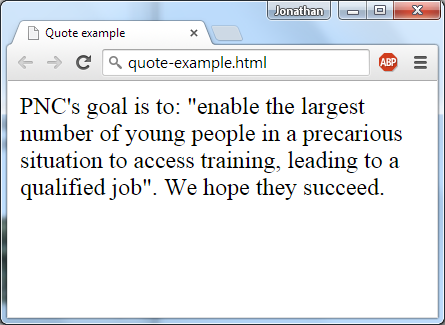 Jonathan
Quote example
quote-example.html
ABP
PNC's goal is to: "enable the largest
number of young people in a precarious
situation to access training, leading to a
qualified job". We hope they succeed.